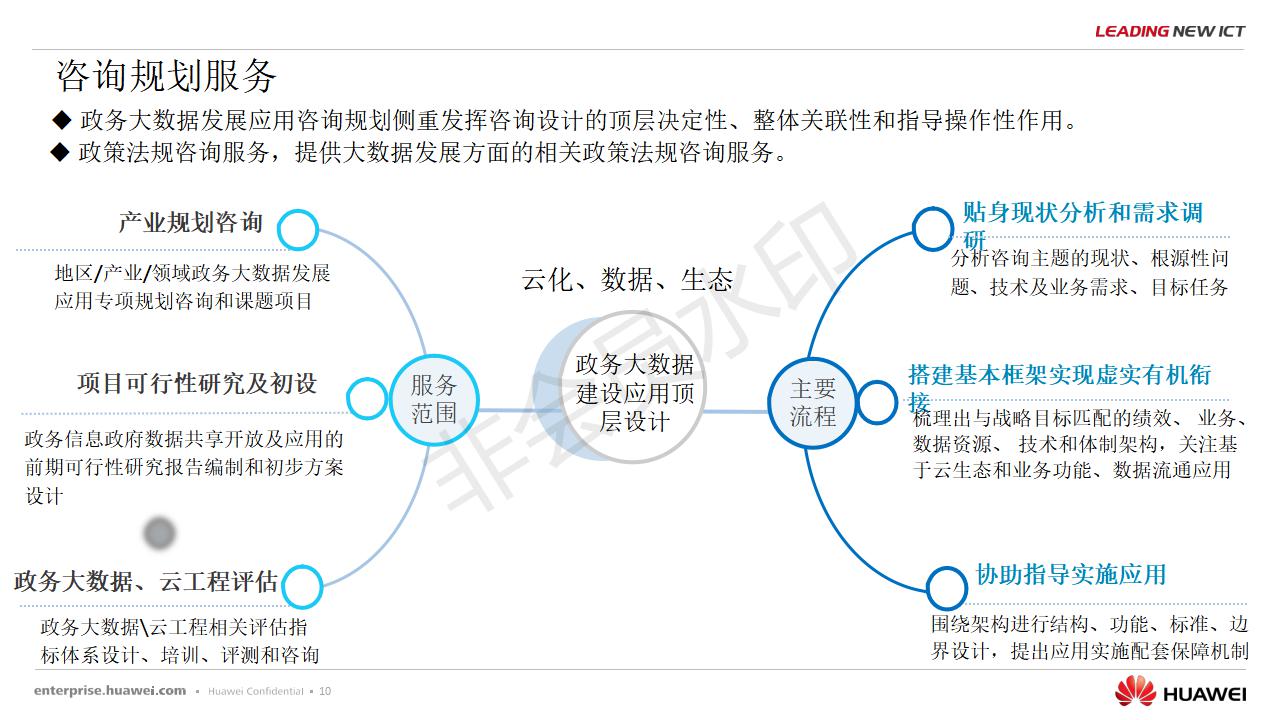 LEADING NEW ICT
咨询规划服务
◆ 政务大数据发展应用咨询规划侧重发挥咨询设计的顶层决定性、整体关联性和指导操作性作用。
◆ 政策法规咨询服务，提供大数据发展方面的相关政策法规咨询服务。
产业规划咨询
地区/产业/领域政务大数据发展
应用专项规划咨询和课题项目
项目可行性研究及初设
政务信息政府数据共享开放及应用的
前期可行性研究报告编制和初步方案
设计
政务大数据、云工程评估
政务大数据\云工程相关评估指
标体系设计、培训、评测和咨询
服务
范围
云化、数据、生态
政务大数据
建设应用顶
层设计
主要
流程
贴身现状分析和需求调
研
分析咨询主题的现状、根源性问
题、技术及业务需求、目标任务
搭建基本框架实现虚实有机衔
接
梳理出与战略目标匹配的绩效、业务、
数据资源、 技术和体制架构，关注基
于云生态和业务功能、数据流通应用
协助指导实施应用
围绕架构进行结构、功能、标准、边
界设计，提出应用实施配套保障机制
非会员水印
enterprise.huawei.com ▪ Huawei Confidential ▪ 10
HUAWEI